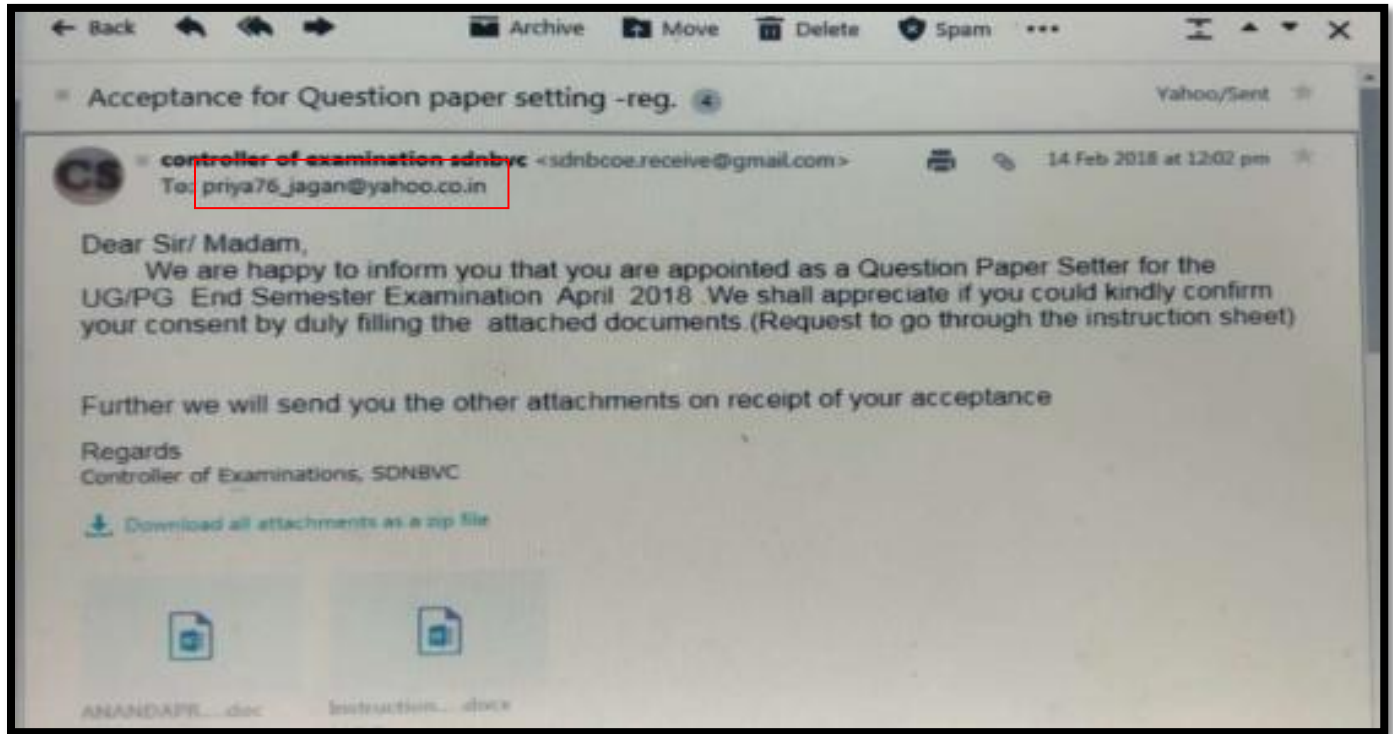 ← Back Archive Move Delete Spam •••
Acceptance for Question paper setting -reg. 4 Yahoo/Sent
CS controller of examination sdnbvc <sdnbcoe.receive@gmail.com> 14 Feb 2018 at 12:02 pm
To: priya76_jagan@yahoo.co.in
Dear Sir/ Madam,
We are happy to inform you that you are appointed as a Question Paper Setter for the
UG/PG End Semester Examination April 2018 .We shall appreciate if you could kindly confirm
your consent by duly filling the attached documents.(Request to go through the instruction sheet)
Further we will send you the other attachments on receipt of your acceptance
Regards
Controller of Examinations, SDNBVC
Download all attachments as a zip file
ANANDAPR... .doc Instruction... .docx